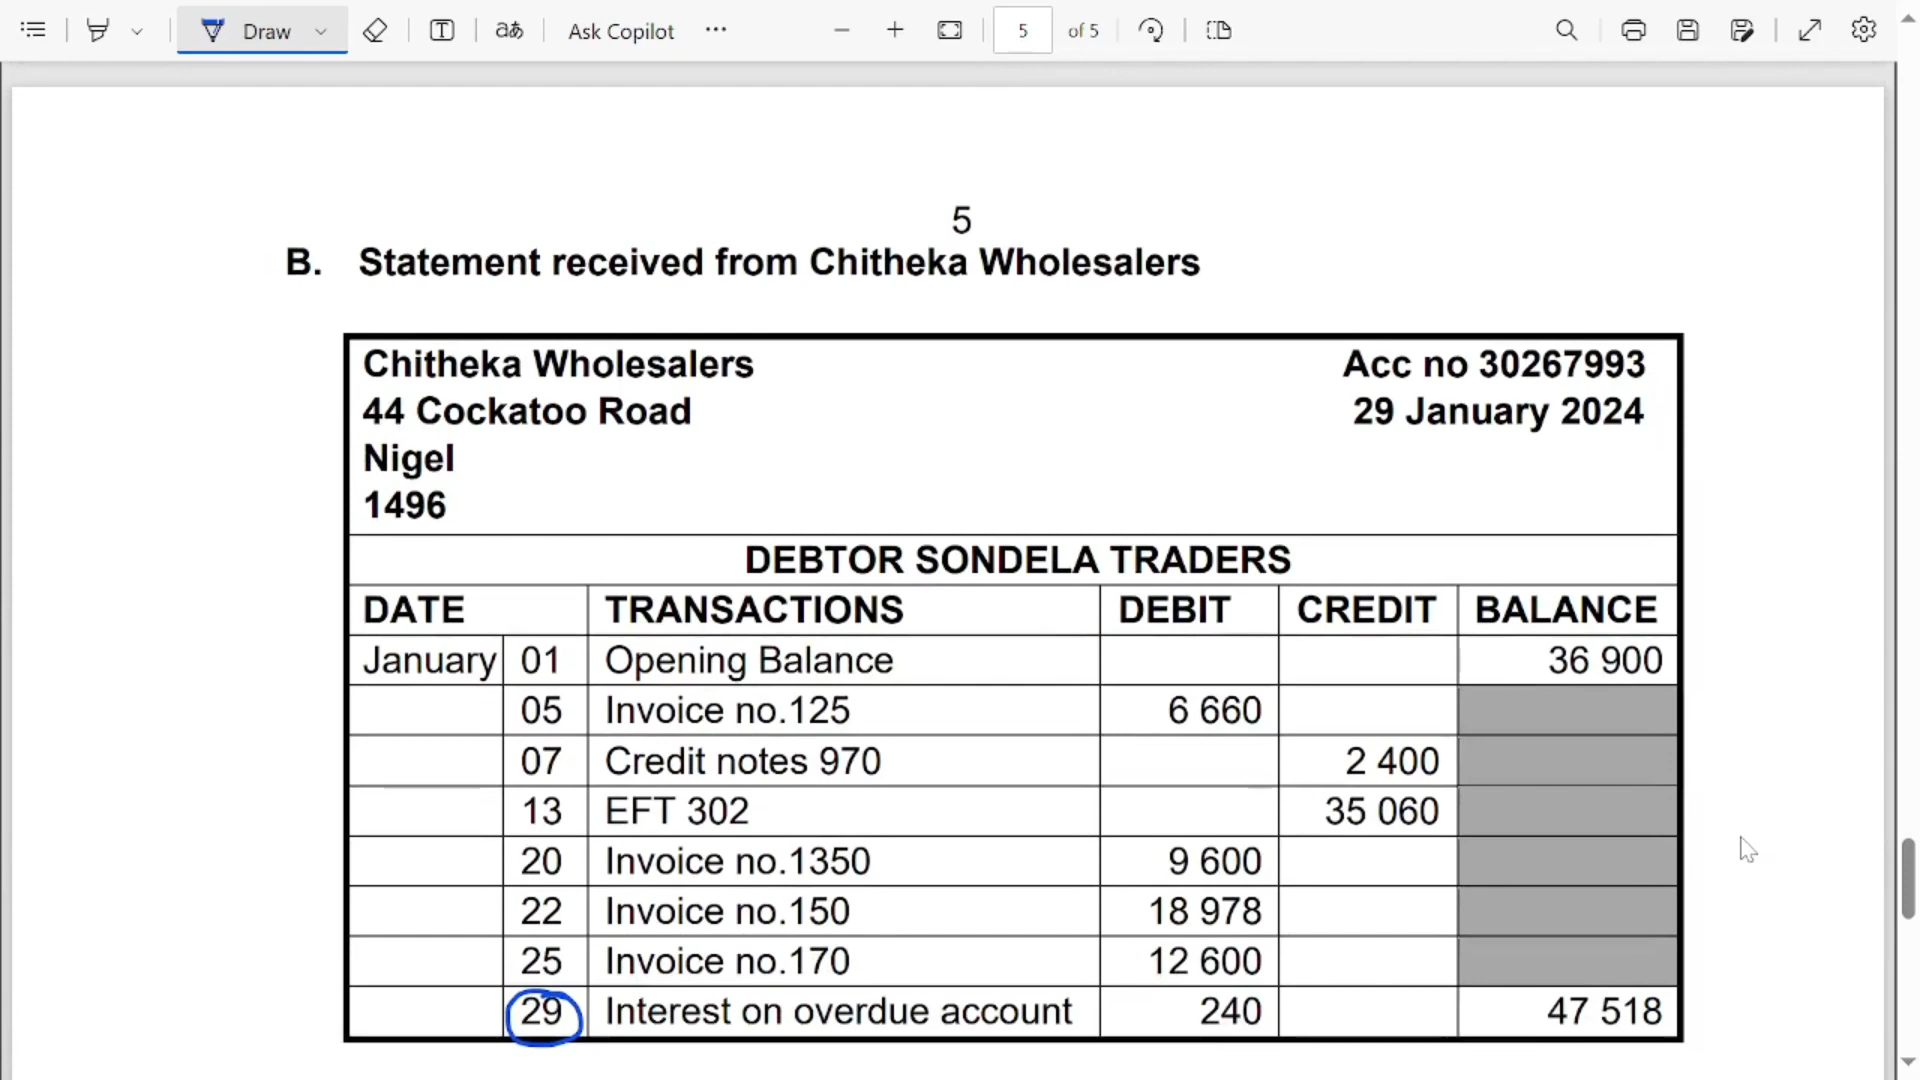 Draw
aあ
Ask Copilot
5
of 5
5
B. Statement received from Chitheka Wholesalers
Chitheka Wholesalers Acc no 30267993
44 Cockatoo Road 29 January 2024
Nigel
1496
DEBTOR SONDELA TRADERS
DATE TRANSACTIONS DEBIT CREDIT BALANCE
January 01 Opening Balance 36 900
05 Invoice no.125 6 660
07 Credit notes 970 2 400
13 EFT 302 35 060
20 Invoice no.1350 9 600
22 Invoice no.150 18 978
25 Invoice no.170 12 600
29 Interest on overdue account 240 47 518